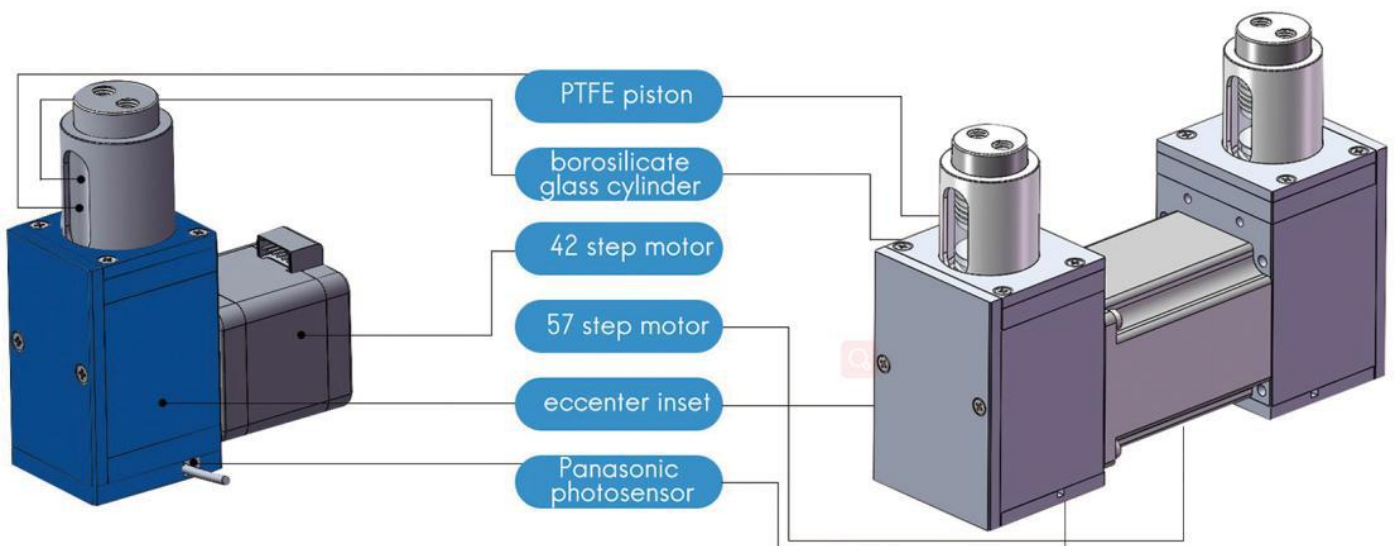 PTFE piston
borosilicate
glass cylinder
42 step motor
57 step motor
eccenter inset
Panasonic
photosensor